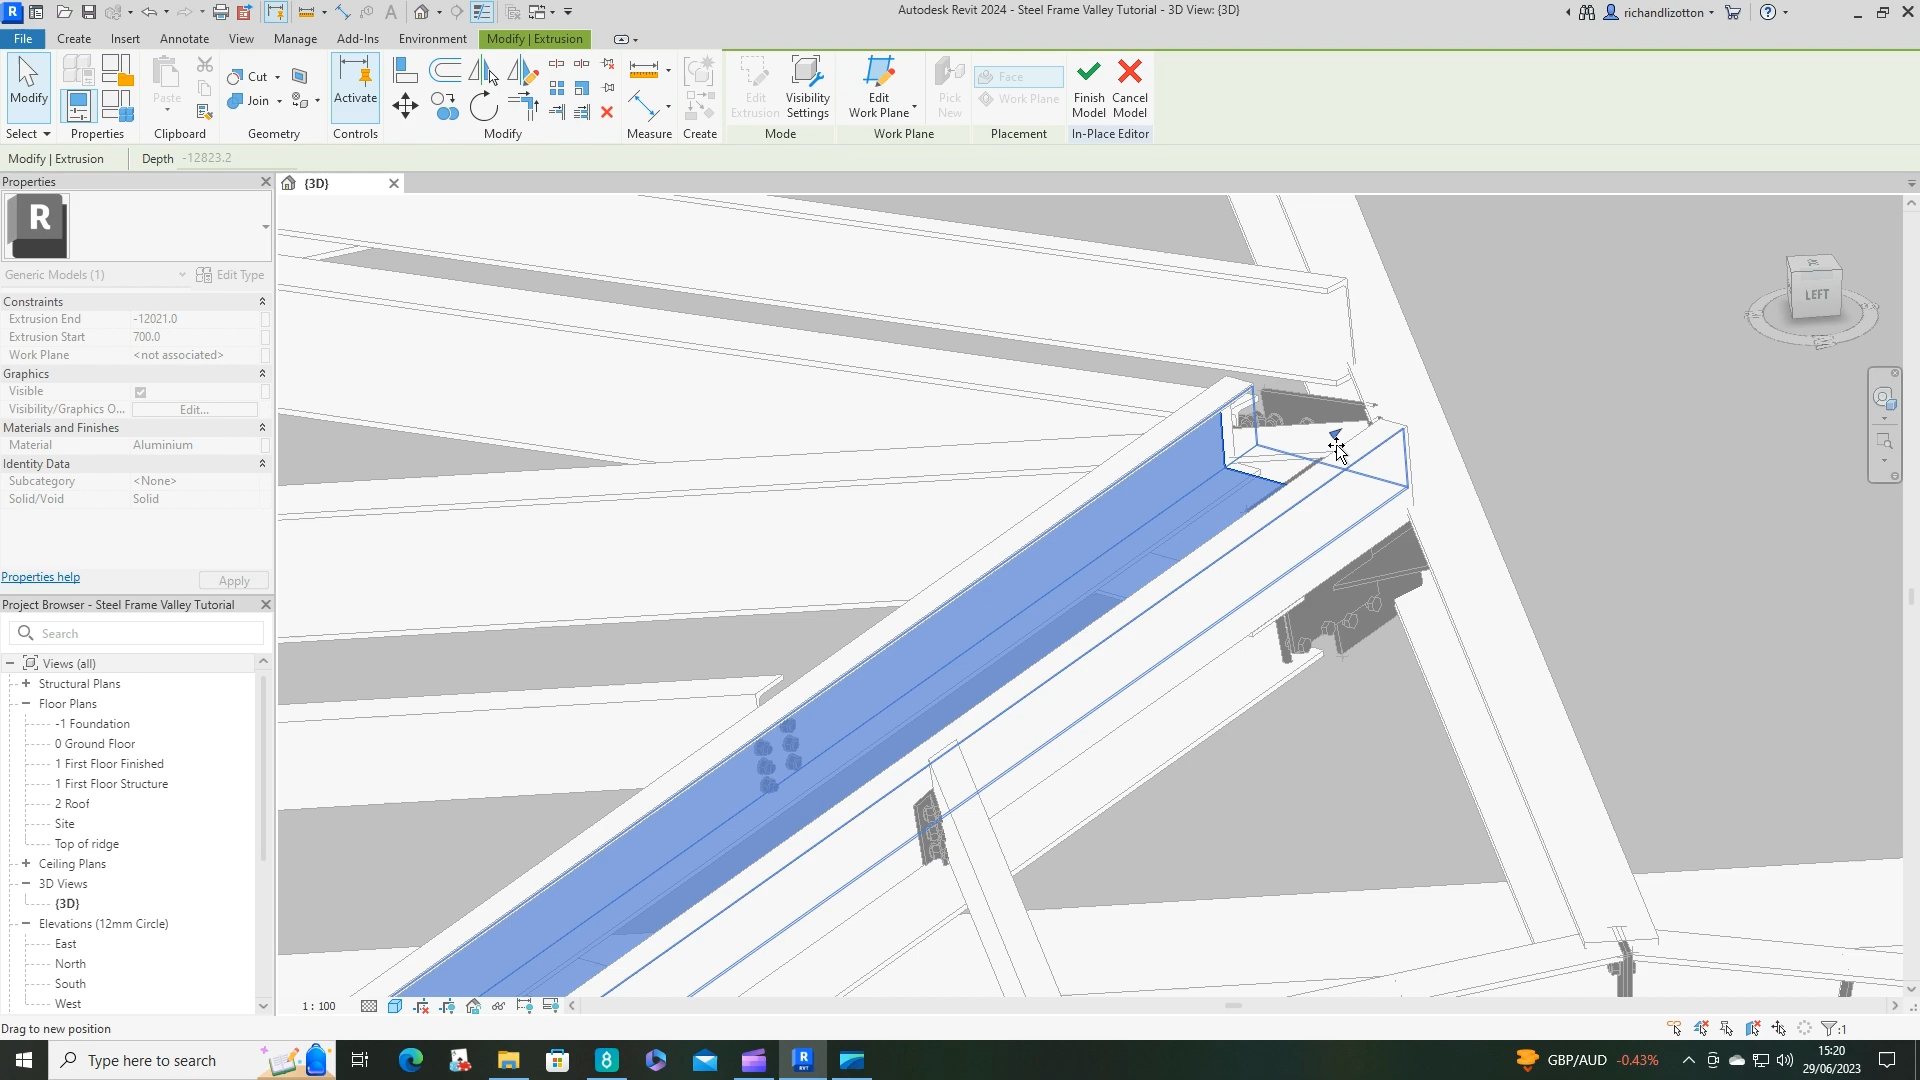 R
Autodesk Revit 2024 - Steel Frame Valley Tutorial - 3D View: {3D}
richandlizotton
File
Create
Insert
Annotate
View
Manage
Add-Ins
Environment
Modify | Extrusion
Modify
Paste
Cut
Join
Activate
Edit Extrusion
Visibility Settings
Edit Work Plane
Pick New
Face
Work Plane
Finish Model
Cancel Model
Select
Properties
Clipboard
Geometry
Controls
Modify
Measure
Create
Mode
Work Plane
Placement
In-Place Editor
Modify | Extrusion
Depth -12823.2
Properties
{3D}
R
Generic Models (1)
Edit Type
Constraints
Extrusion End -12021.0
Extrusion Start 700.0
Work Plane <not associated>
Graphics
Visible
Visibility/Graphics O... Edit...
Materials and Finishes
Material Aluminium
Identity Data
Subcategory <None>
Solid/Void Solid
Properties help
Apply
LEFT
Project Browser - Steel Frame Valley Tutorial
Search
Views (all)
Structural Plans
Floor Plans
-1 Foundation
0 Ground Floor
1 First Floor Finished
1 First Floor Structure
2 Roof
Site
Top of ridge
Ceiling Plans
3D Views
{3D}
Elevations (12mm Circle)
East
North
South
West
1 : 100
Drag to new position
:1
Type here to search
GBP/AUD -0.43%
15:20
29/06/2023